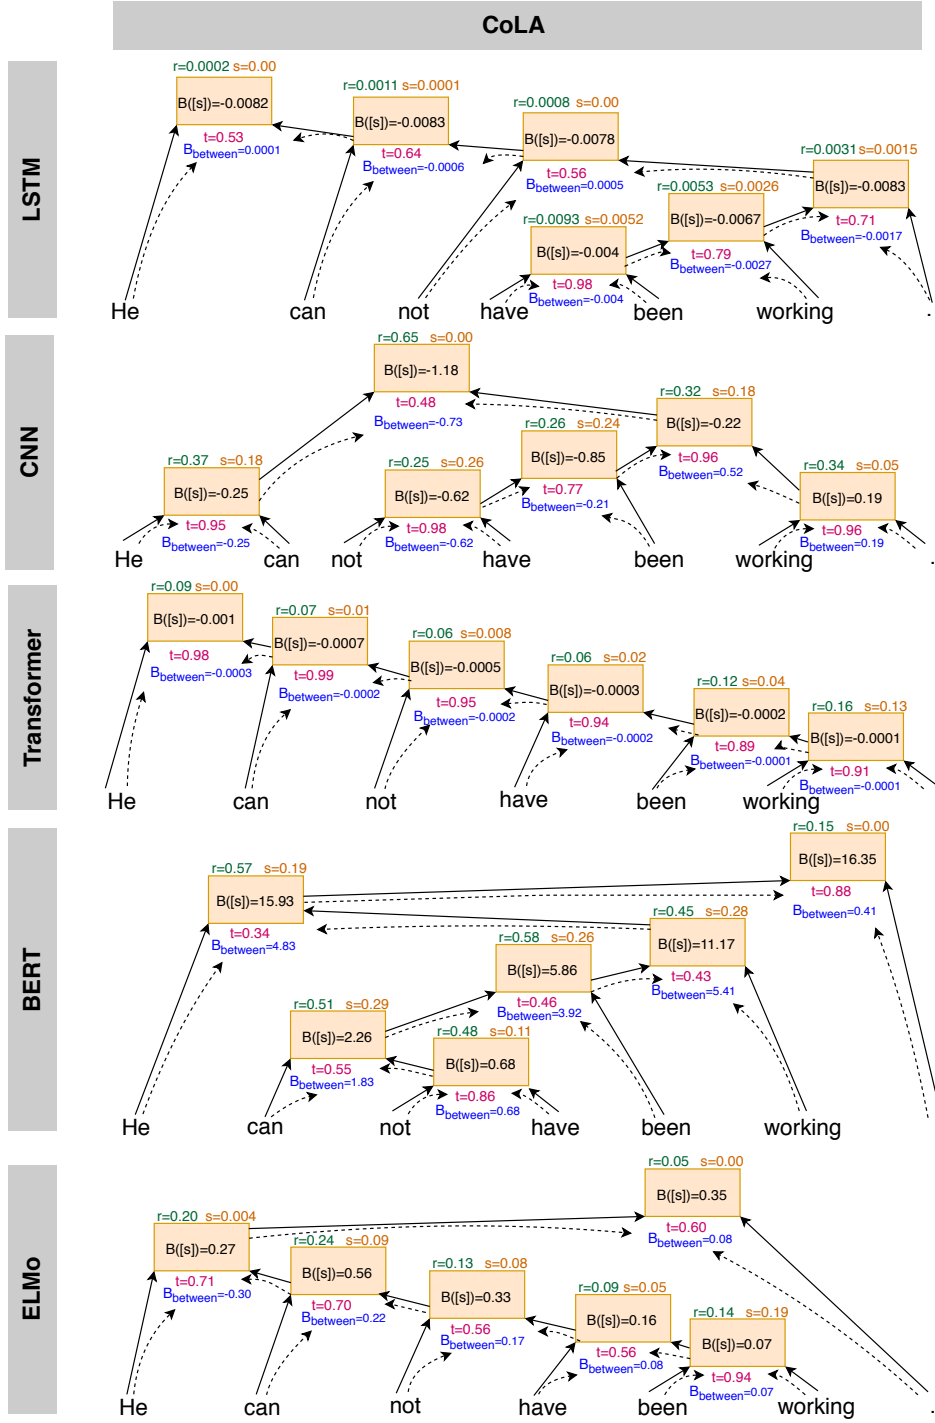 CoLA
LSTM
r=0.0002 s=0.00
B([s])=-0.0082
t=0.53
Bbetween=0.0001
r=0.0011 s=0.0001
B([s])=-0.0083
t=0.64
Bbetween=-0.0006
r=0.0008 s=0.00
B([s])=-0.0078
t=0.56
Bbetween=0.0005
r=0.0031 s=0.0015
B([s])=-0.0083
t=0.71
Bbetween=-0.0017
r=0.0053 s=0.0026
B([s])=-0.0067
t=0.79
Bbetween=-0.0027
r=0.0093 s=0.0052
B([s])=-0.004
t=0.98
Bbetween=-0.004
He can not have been working .
CNN
r=0.65 s=0.00
B([s])=-1.18
t=0.48
Bbetween=-0.73
r=0.32 s=0.18
B([s])=-0.22
t=0.96
Bbetween=0.52
r=0.26 s=0.24
B([s])=-0.85
t=0.77
Bbetween=-0.21
r=0.37 s=0.18
B([s])=-0.25
t=0.95
Bbetween=-0.25
r=0.25 s=0.26
B([s])=-0.62
t=0.98
Bbetween=-0.62
r=0.34 s=0.05
B([s])=0.19
t=0.96
Bbetween=0.19
He can not have been working .
Transformer
r=0.09 s=0.00
B([s])=-0.001
t=0.98
Bbetween=-0.0003
r=0.07 s=0.01
B([s])=-0.0007
t=0.99
Bbetween=-0.0002
r=0.06 s=0.008
B([s])=-0.0005
t=0.95
Bbetween=-0.0002
r=0.06 s=0.02
B([s])=-0.0003
t=0.94
Bbetween=-0.0002
r=0.12 s=0.04
B([s])=-0.0002
t=0.89
Bbetween=-0.0001
r=0.16 s=0.13
B([s])=-0.0001
t=0.91
Bbetween=-0.0001
He can not have been working
BERT
r=0.15 s=0.00
B([s])=16.35
t=0.88
Bbetween=0.41
r=0.57 s=0.19
B([s])=15.93
t=0.34
Bbetween=4.83
r=0.45 s=0.28
B([s])=11.17
t=0.43
Bbetween=5.41
r=0.58 s=0.26
B([s])=5.86
t=0.46
Bbetween=3.92
r=0.51 s=0.29
B([s])=2.26
t=0.55
Bbetween=1.83
r=0.48 s=0.11
B([s])=0.68
t=0.86
Bbetween=0.68
He can not have been working
ELMo
r=0.05 s=0.00
B([s])=0.35
t=0.60
Bbetween=0.08
r=0.20 s=0.004
B([s])=0.27
t=0.71
Bbetween=-0.30
r=0.24 s=0.09
B([s])=0.56
t=0.70
Bbetween=0.22
r=0.13 s=0.08
B([s])=0.33
t=0.56
Bbetween=0.17
r=0.09 s=0.05
B([s])=0.16
t=0.56
Bbetween=0.08
r=0.14 s=0.19
B([s])=0.07
t=0.94
Bbetween=0.07
He can not have been working .